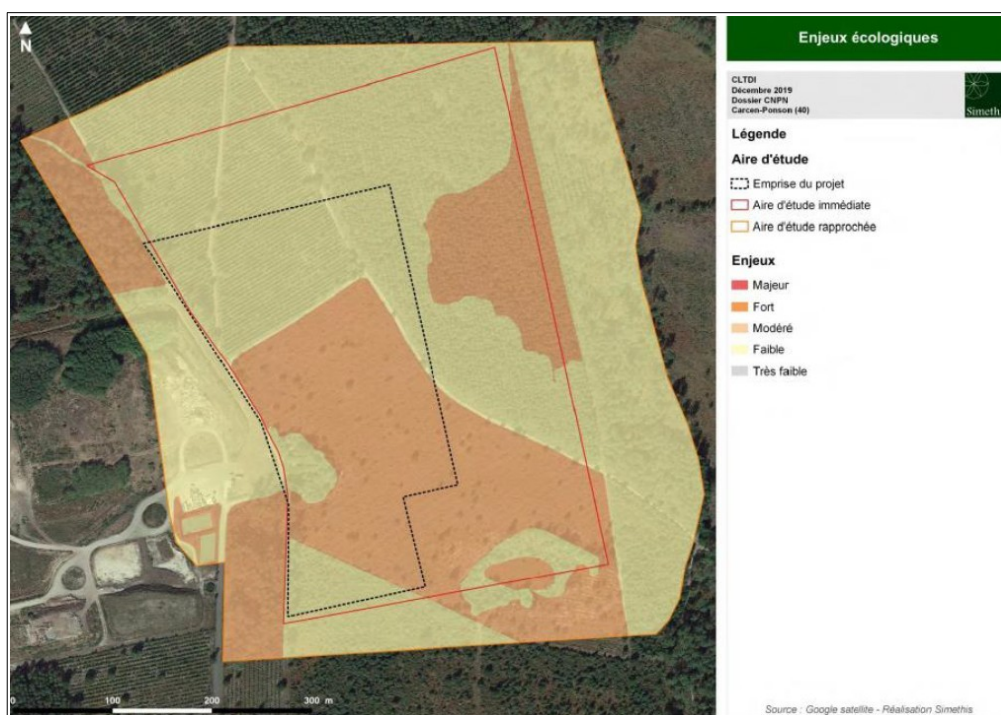 N
Enjeux écologiques
CLTDI
Décembre 2019
Dossier CNPN
Carcen-Ponson (40)
Simeth
Légende
Aire d'étude
Emprise du projet
Aire d'étude immédiate
Aire d'étude rapprochée
Enjeux
Majeur
Fort
Modéré
Faible
Très faible
0 100 200 300 m
Source : Google satellite - Réalisation Simethis